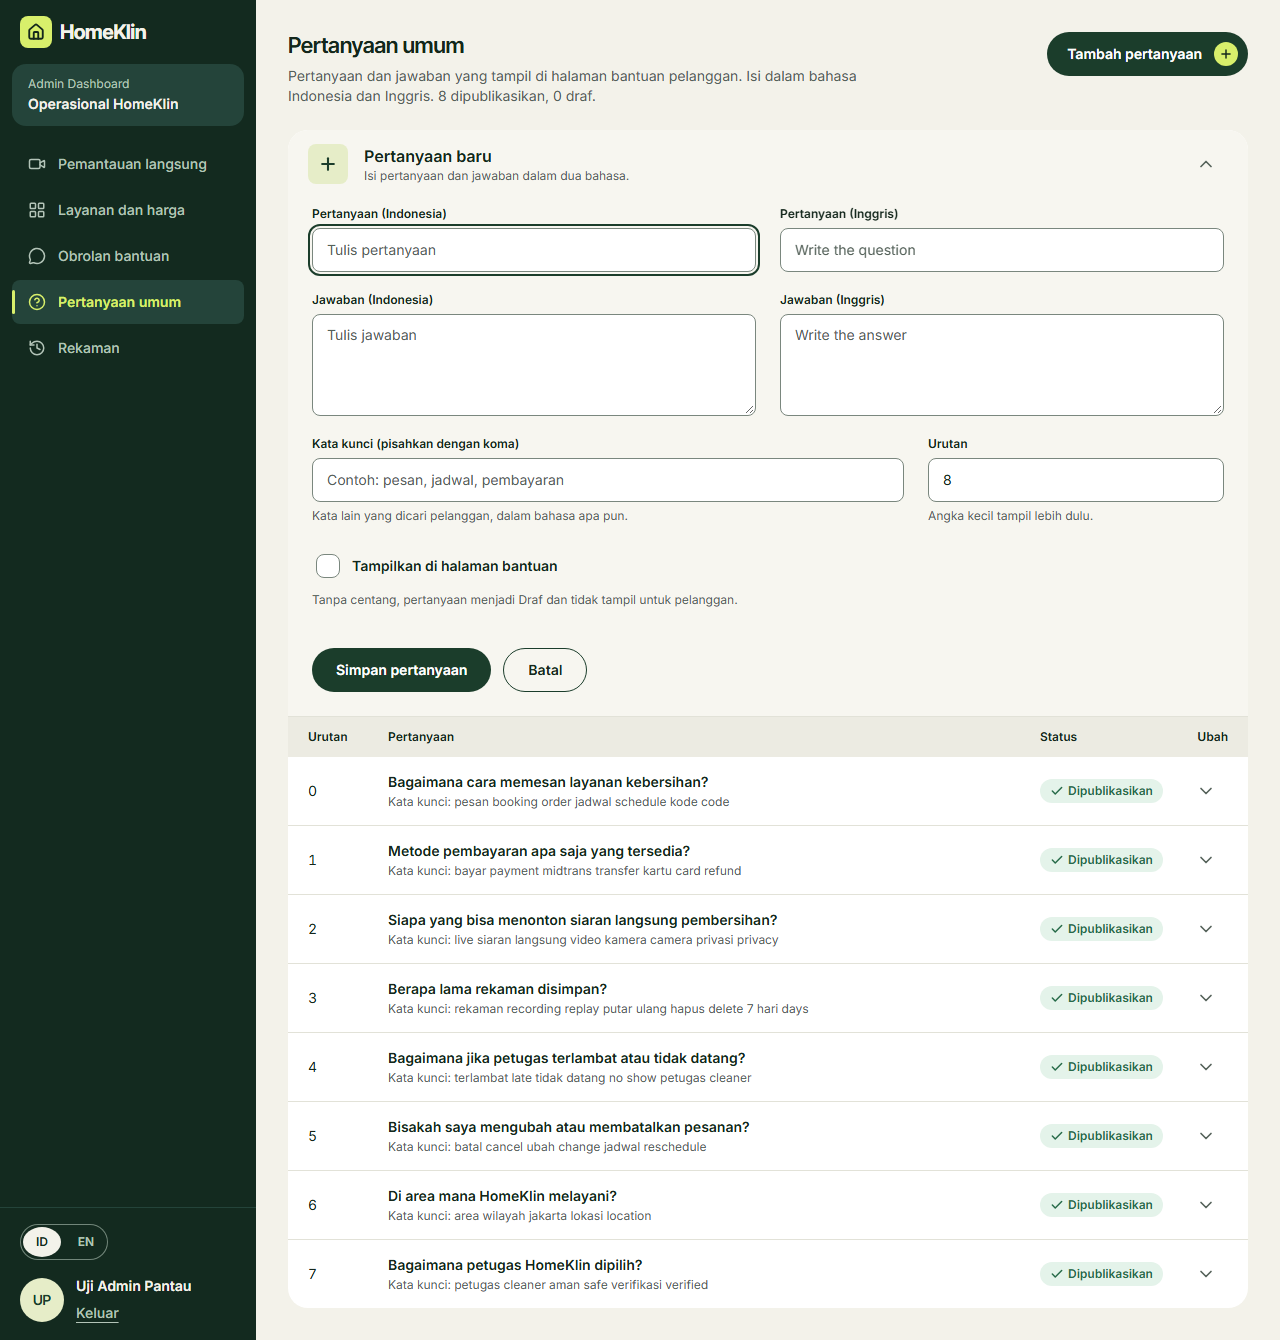 HomeKlin
Admin Dashboard
Operasional HomeKlin
Pemantauan langsung
Layanan dan harga
Obrolan bantuan
Pertanyaan umum
Rekaman
ID EN
UP
Uji Admin Pantau
Keluar
Pertanyaan umum
Pertanyaan dan jawaban yang tampil di halaman bantuan pelanggan. Isi dalam bahasa
Indonesia dan Inggris. 8 dipublikasikan, 0 draf.
Tambah pertanyaan
Pertanyaan baru
Isi pertanyaan dan jawaban dalam dua bahasa.
Pertanyaan (Indonesia)
Tulis pertanyaan
Pertanyaan (Inggris)
Write the question
Jawaban (Indonesia)
Tulis jawaban
Jawaban (Inggris)
Write the answer
Kata kunci (pisahkan dengan koma)
Contoh: pesan, jadwal, pembayaran
Kata lain yang dicari pelanggan, dalam bahasa apa pun.
Urutan
8
Angka kecil tampil lebih dulu.
Tampilkan di halaman bantuan
Tanpa centang, pertanyaan menjadi Draf dan tidak tampil untuk pelanggan.
Simpan pertanyaan
Batal
Urutan Pertanyaan Status Ubah
0 Bagaimana cara memesan layanan kebersihan? Dipublikasikan
Kata kunci: pesan booking order jadwal schedule kode code
1 Metode pembayaran apa saja yang tersedia? Dipublikasikan
Kata kunci: bayar payment midtrans transfer kartu card refund
2 Siapa yang bisa menonton siaran langsung pembersihan? Dipublikasikan
Kata kunci: live siaran langsung video kamera camera privasi privacy
3 Berapa lama rekaman disimpan? Dipublikasikan
Kata kunci: rekaman recording replay putar ulang hapus delete 7 hari days
4 Bagaimana jika petugas terlambat atau tidak datang? Dipublikasikan
Kata kunci: terlambat late tidak datang no show petugas cleaner
5 Bisakah saya mengubah atau membatalkan pesanan? Dipublikasikan
Kata kunci: batal cancel ubah change jadwal reschedule
6 Di area mana HomeKlin melayani? Dipublikasikan
Kata kunci: area wilayah jakarta lokasi location
7 Bagaimana petugas HomeKlin dipilih? Dipublikasikan
Kata kunci: petugas cleaner aman safe verifikasi verified